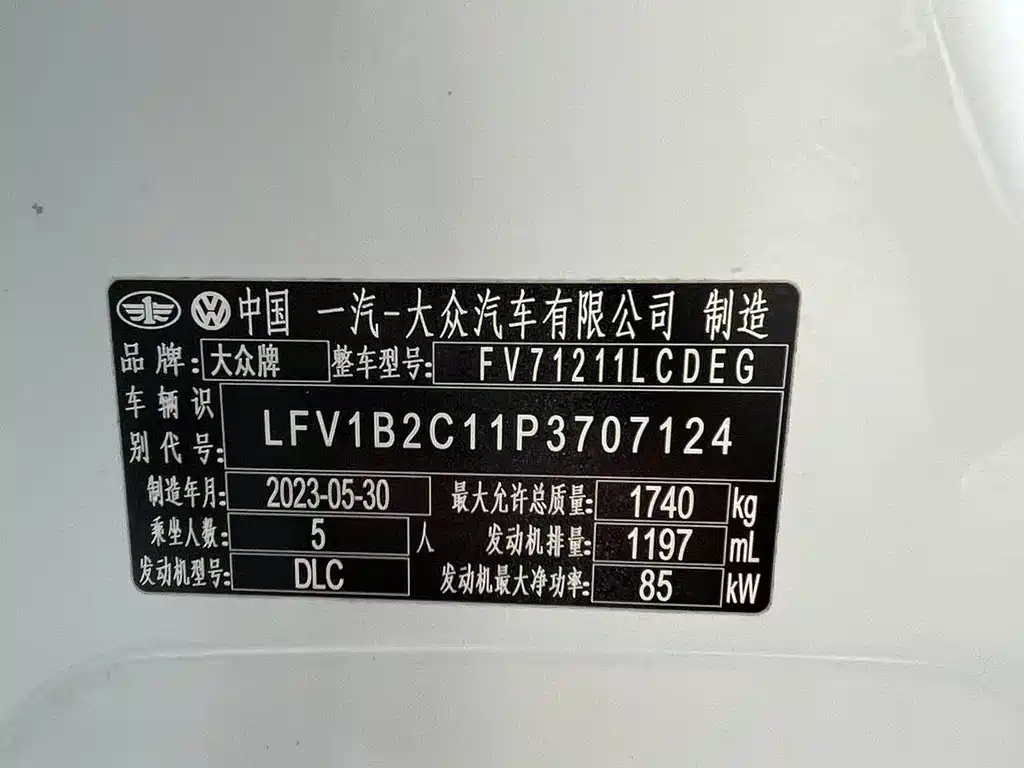 中国 一汽-大众汽车有限公司 制造
品牌: 大众牌 整车型号: FV71211LCDEG
车辆识别代号: LFV1B2C11P3707124
制造年月: 2023-05-30 最大允许总质量: 1740 kg
乘坐人数: 5 人 发动机排量: 1197 mL
发动机型号: DLC 发动机最大净功率: 85 kW